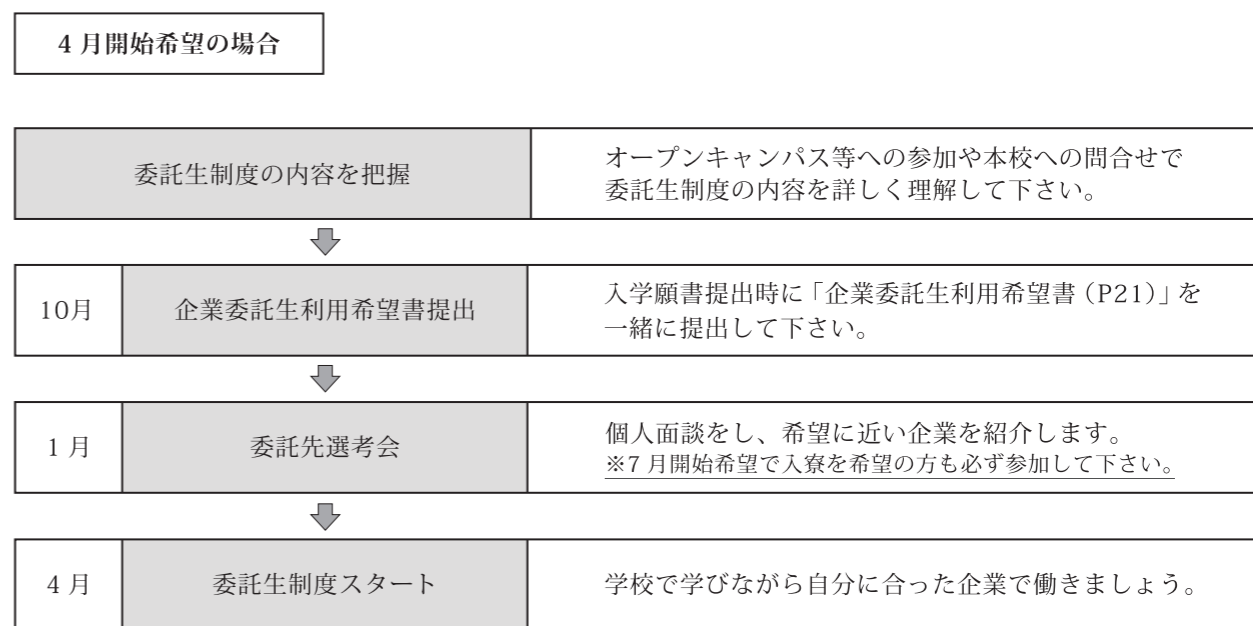 4 月開始希望の場合
委託生制度の内容を把握
オープンキャンパス等への参加や本校への問合せで
委託生制度の内容を詳しく理解して下さい。
10月
企業委託生利用希望書提出
入学願書提出時に「企業委託生利用希望書（P21）」を
一緒に提出して下さい。
1 月
委託先選考会
個人面談をし、希望に近い企業を紹介します。
※7 月開始希望で入寮を希望の方も必ず参加して下さい。
4 月
委託生制度スタート
学校で学びながら自分に合った企業で働きましょう。